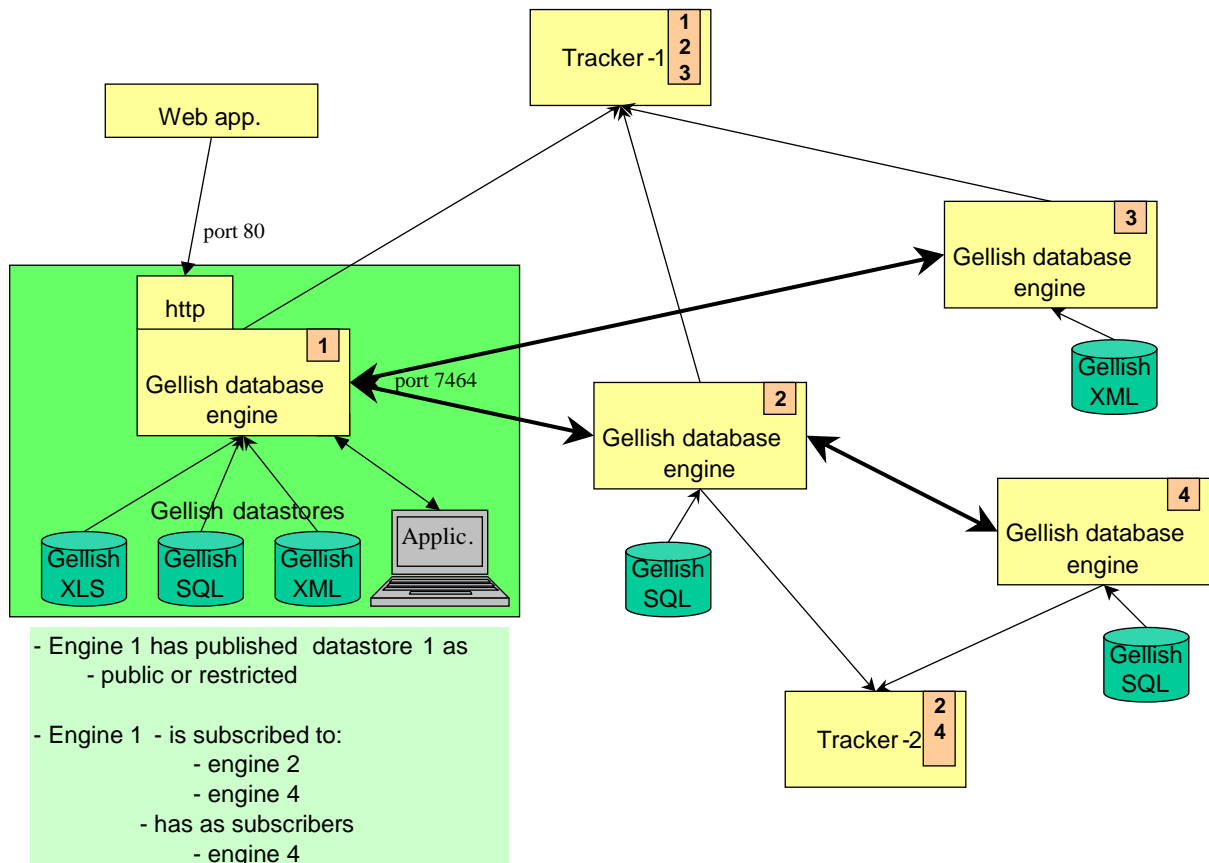 Tracker -1
1
2
3
Web app.
port 80
http
1
Gellish database
engine
port 7464
3
Gellish database
engine
Gellish
XML
2
Gellish database
engine
Gellish
SQL
4
Gellish database
engine
Gellish
SQL
Gellish datastores
Gellish
XLS
Gellish
SQL
Gellish
XML
Applic.
Tracker -2
2
4
- Engine 1 has published datastore 1 as
- public or restricted
- Engine 1 - is subscribed to:
- engine 2
- engine 4
- has as subscribers
- engine 4